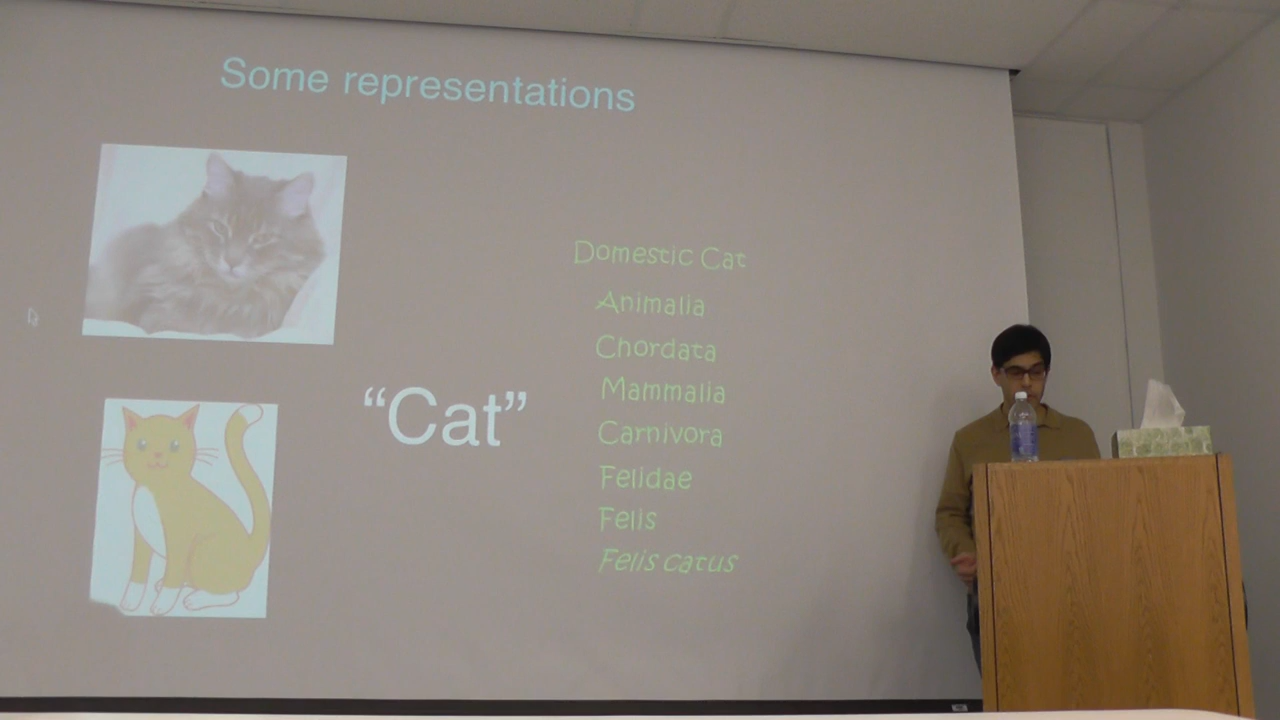 Some representations
“Cat”
Domestic Cat
Animalia
Chordata
Mammalia
Carnivora
Felidae
Felis
Felis catus